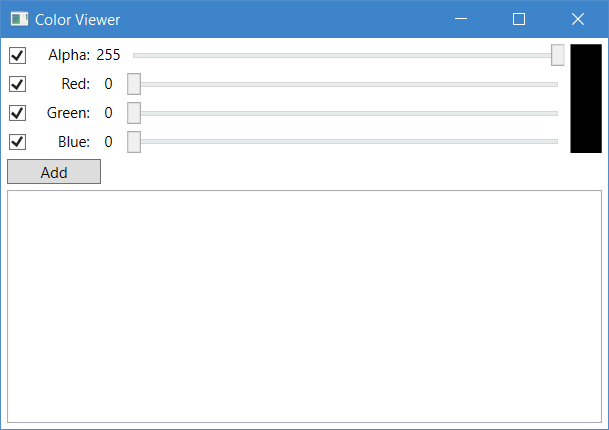 Color Viewer
Alpha: 255
Red: 0
Green: 0
Blue: 0
Add